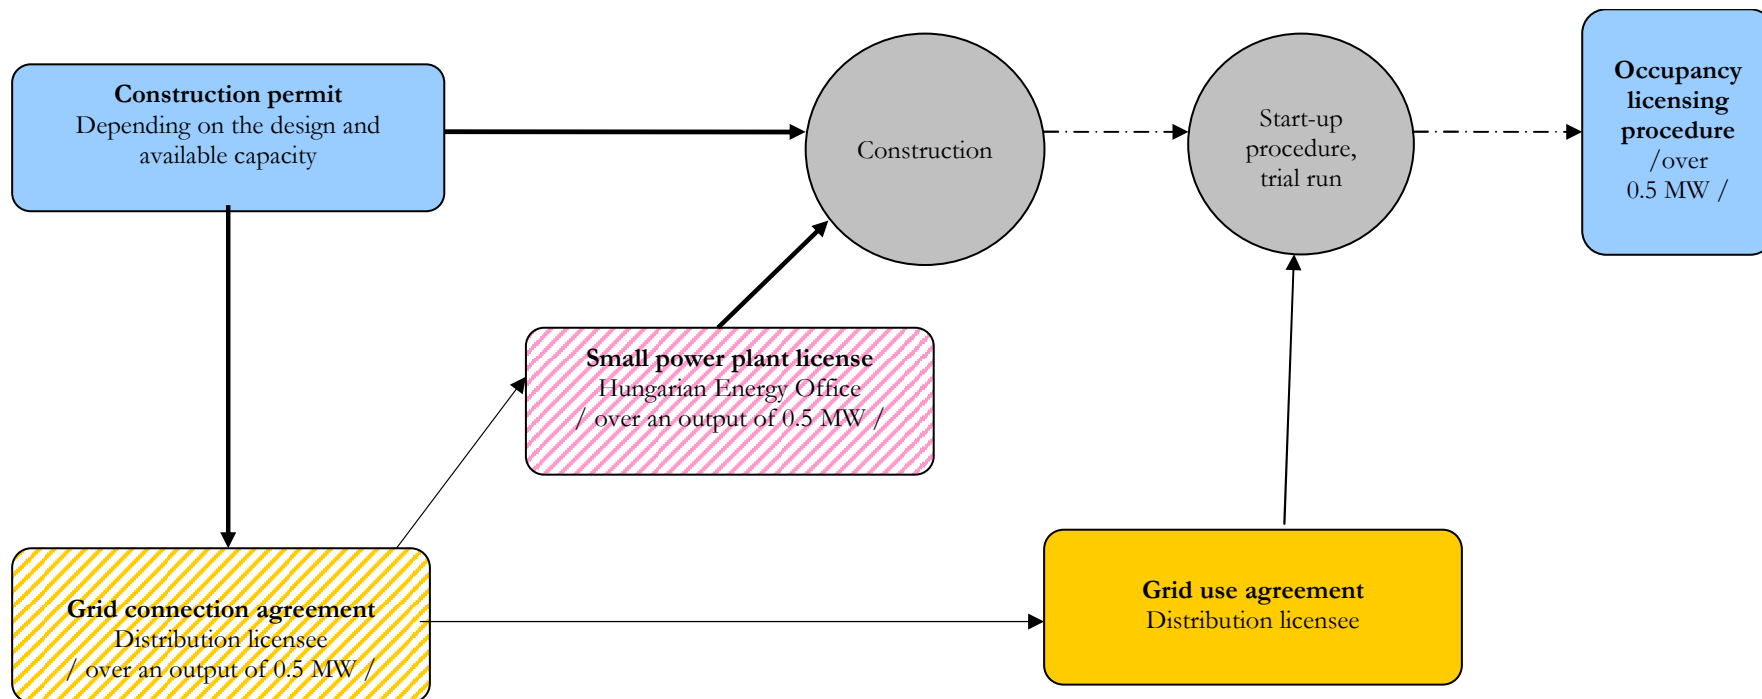 Construction permit
Depending on the design and
available capacity
Construction
Start-up
procedure,
trial run
Occupancy
licensing
procedure
/over
0.5 MW /
Small power plant license
Hungarian Energy Office
/ over an output of 0.5 MW /
Grid connection agreement
Distribution licensee
/ over an output of 0.5 MW /
Grid use agreement
Distribution licensee